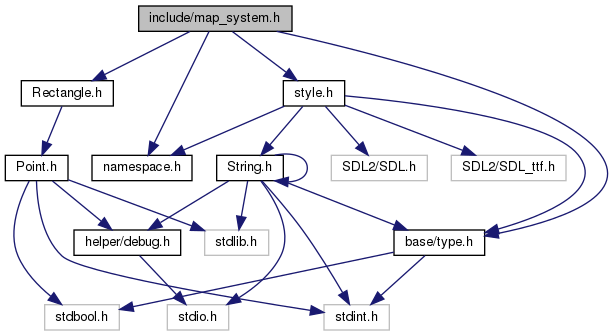 include/map_system.h
Rectangle.h
style.h
Point.h
namespace.h
String.h
SDL2/SDL.h
SDL2/SDL_ttf.h
helper/debug.h
stdlib.h
base/type.h
stdbool.h
stdio.h
stdint.h